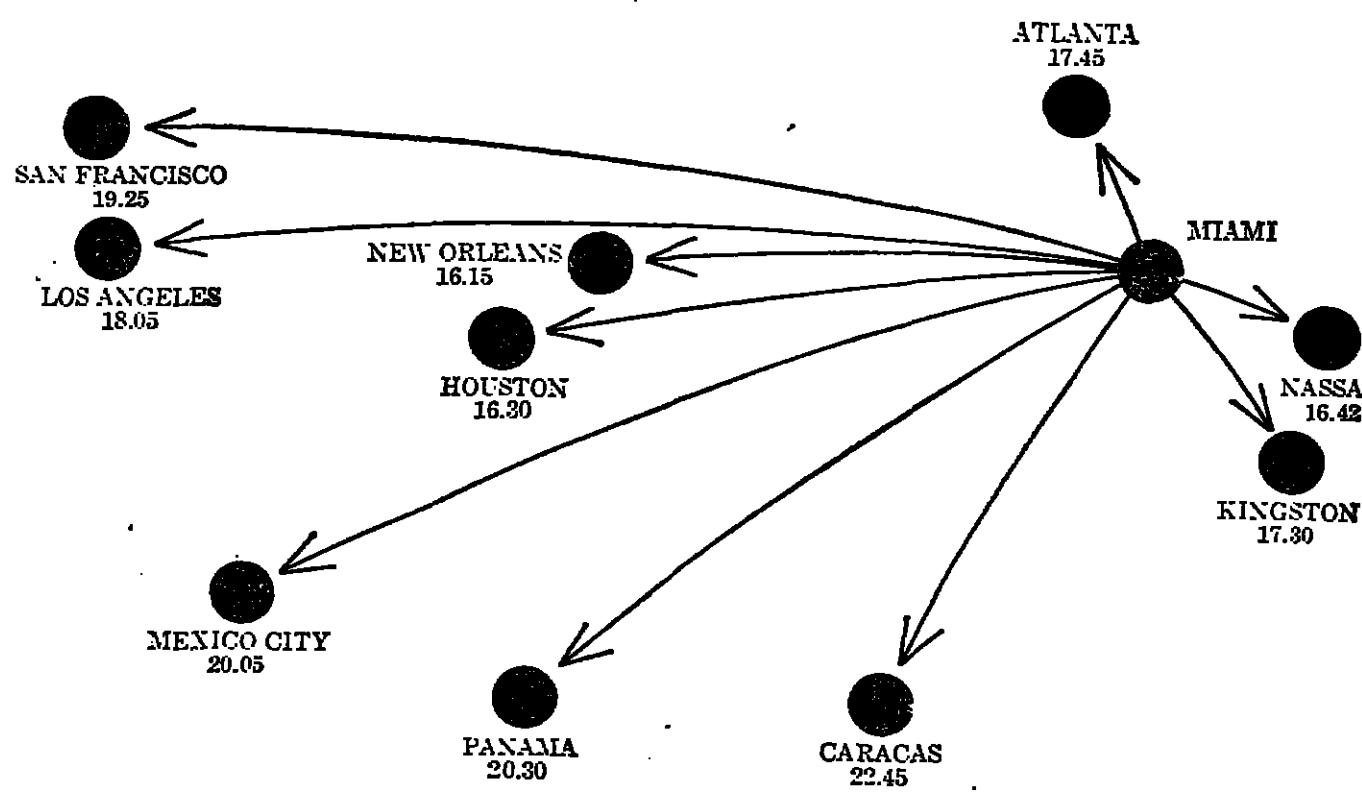 ATLANTA
17.45
SAN FRANCISCO
19.25
MIAMI
NEW ORLEANS
16.15
LOS ANGELES
18.05
HOUSTON
16.30
NASSA
16.42
KINGSTON
17.30
MEXICO CITY
20.05
PANAMA
20.30
CARACAS
22.45